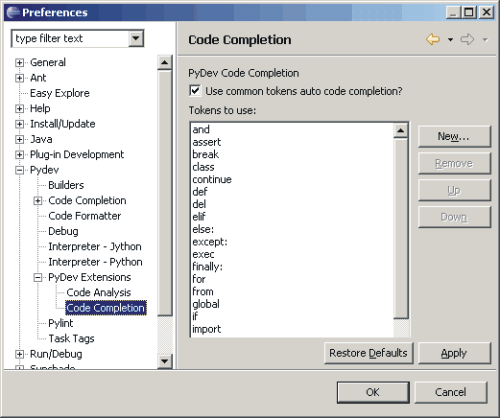 Preferences
type filter text
Code Completion
General
Ant
Easy Explore
Help
Install/Update
Java
Plug-in Development
Pydev
Builders
Code Completion
Code Formatter
Debug
Interpreter - Jython
Interpreter - Python
PyDev Extensions
Code Analysis
Code Completion
Pylint
Task Tags
Run/Debug
PyDev Code Completion
Use common tokens auto code completion?
Tokens to use:
and
assert
break
class
continue
def
del
elif
else:
except:
exec
finally:
for
from
global
if
import
New...
Remove
Up
Down
Restore Defaults
Apply
OK
Cancel